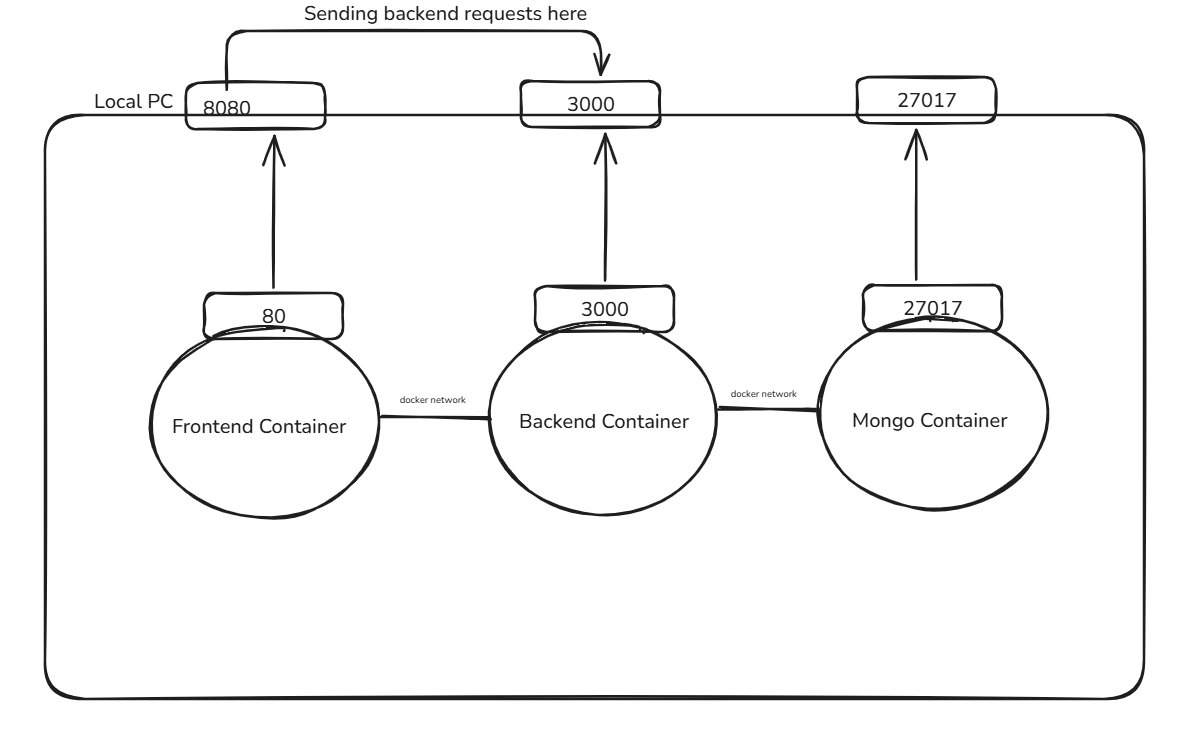 Sending backend requests here
Local PC
8080
3000
27017
80
3000
27017
docker network
docker network
Frontend Container
Backend Container
Mongo Container